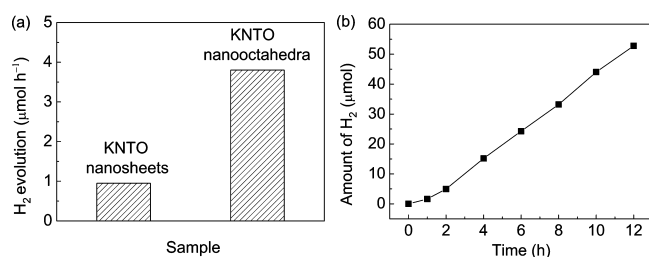 (a)
5
4
3
2
1
0
H2 evolution (μmol h⁻¹)
KNTO
nanosheets
KNTO
nanooctahedra
Sample
(b)
60
50
40
30
20
10
0
Amount of H2 (μmol)
0 2 4 6 8 10 12
Time (h)